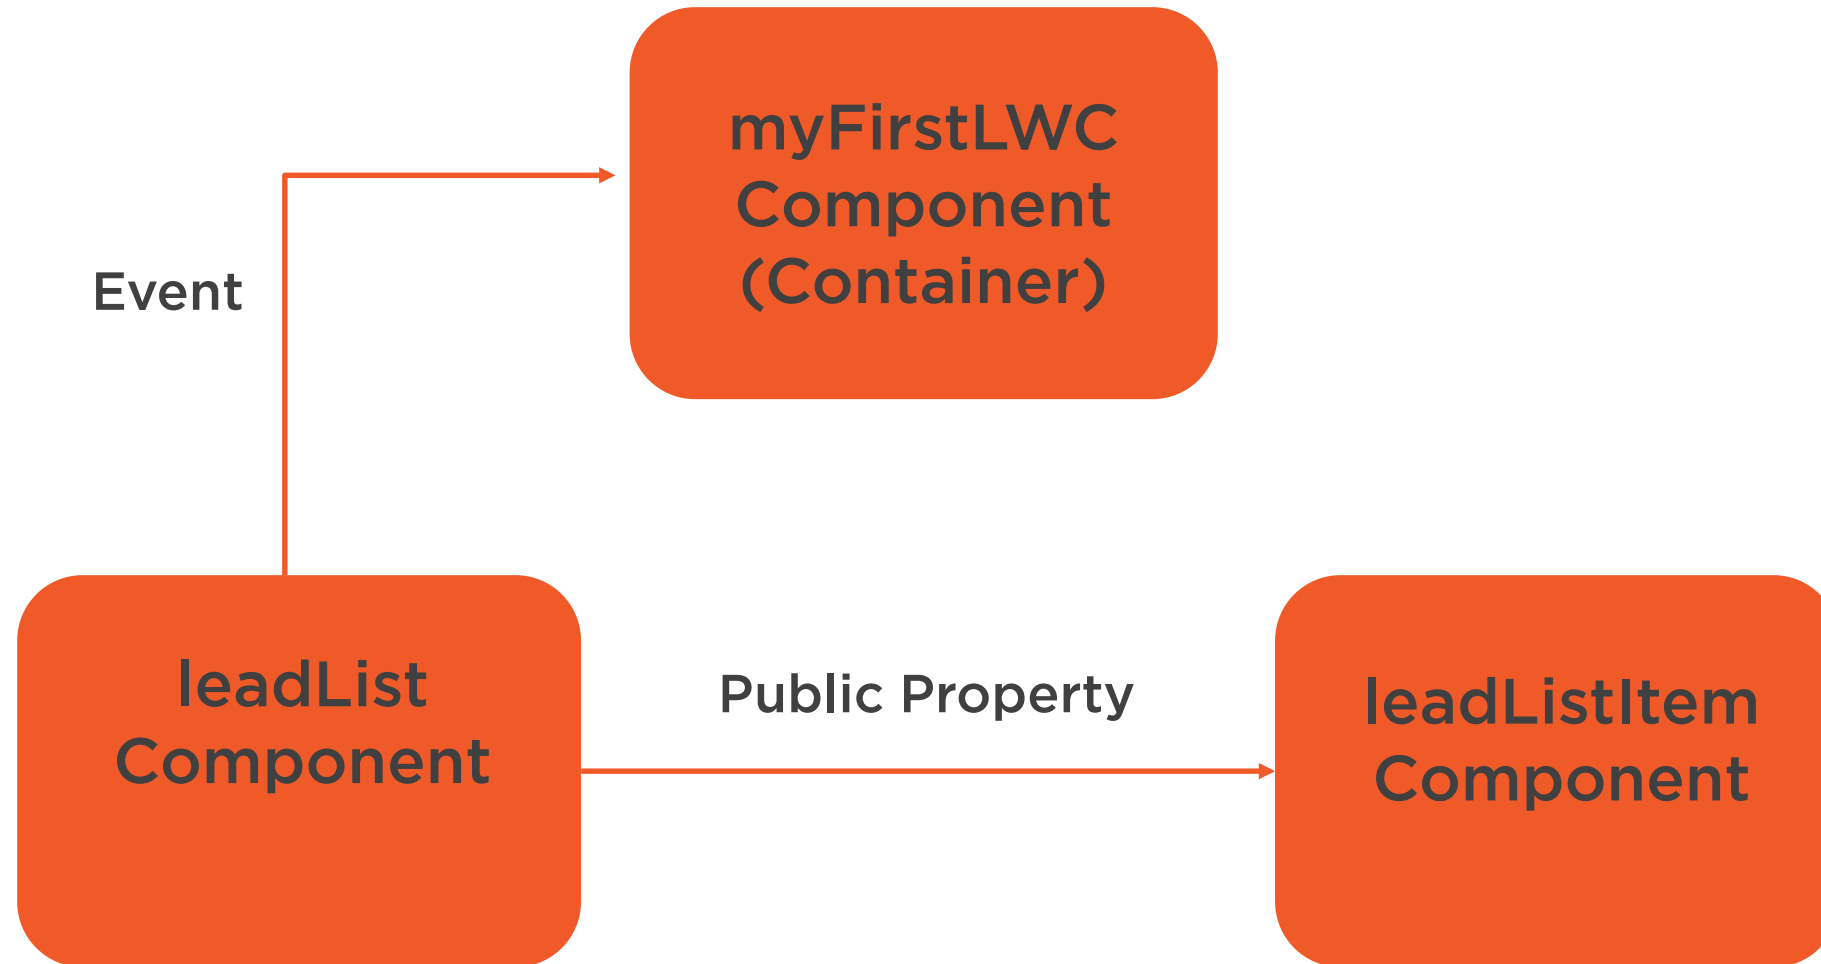 myFirstLWC
Component
(Container)
Event
leadList
Component
Public Property
leadListItem
Component